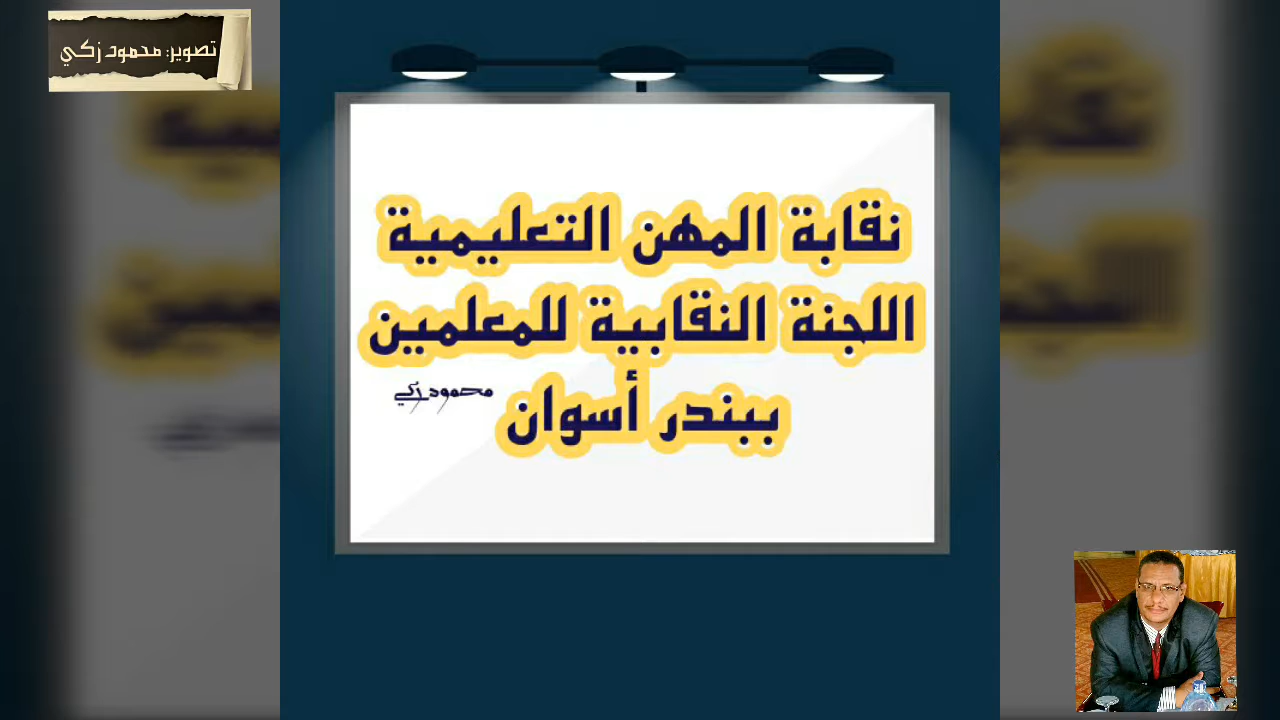 تصوير: محمود زكي
نقابة المهن التعليمية
اللجنة النقابية للمعلمين
ببندر أسوان
محمود زكي